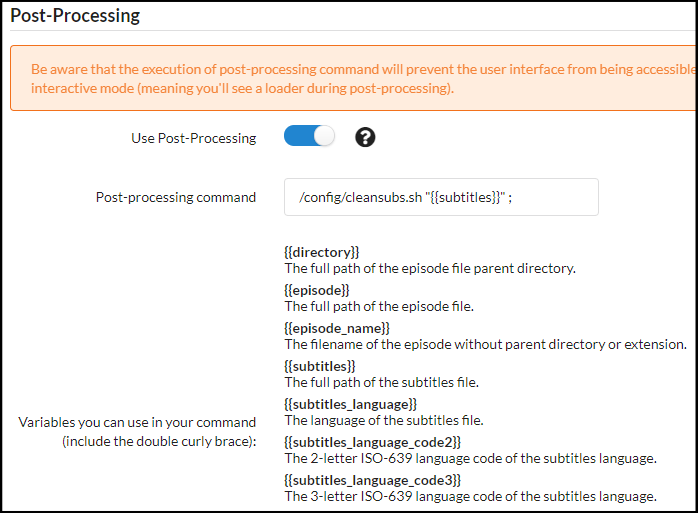 Post-Processing
Be aware that the execution of post-processing command will prevent the user interface from being accessible
interactive mode (meaning you'll see a loader during post-processing).
Use Post-Processing
?
Post-processing command
/config/cleansubs.sh "{{subtitles}}" ;
Variables you can use in your command
(include the double curly brace):
{{directory}}
The full path of the episode file parent directory.
{{episode}}
The full path of the episode file.
{{episode_name}}
The filename of the episode without parent directory or extension.
{{subtitles}}
The full path of the subtitles file.
{{subtitles_language}}
The language of the subtitles file.
{{subtitles_language_code2}}
The 2-letter ISO-639 language code of the subtitles language.
{{subtitles_language_code3}}
The 3-letter ISO-639 language code of the subtitles language.